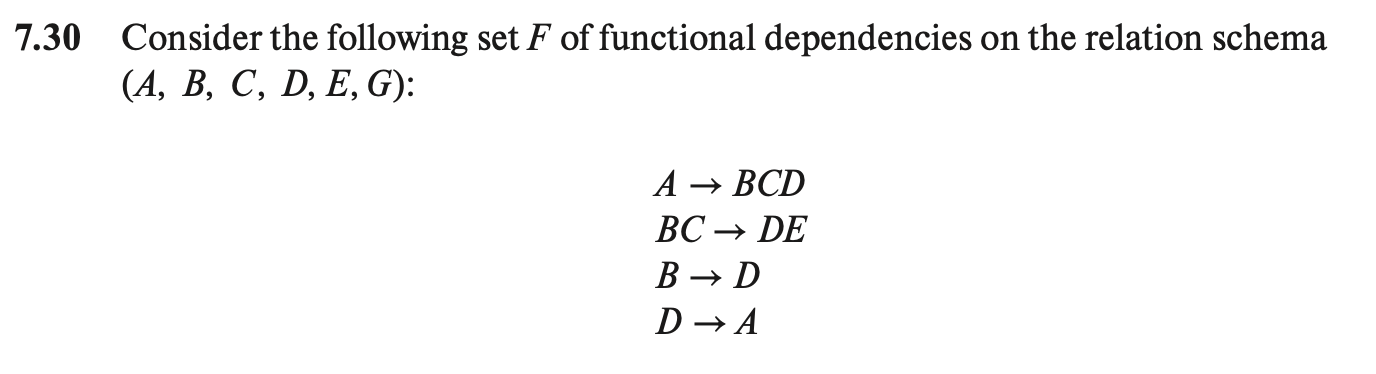 7.30 Consider the following set F of functional dependencies on the relation schema
(A, B, C, D, E, G):
A → BCD
BC → DE
B → D
D → A